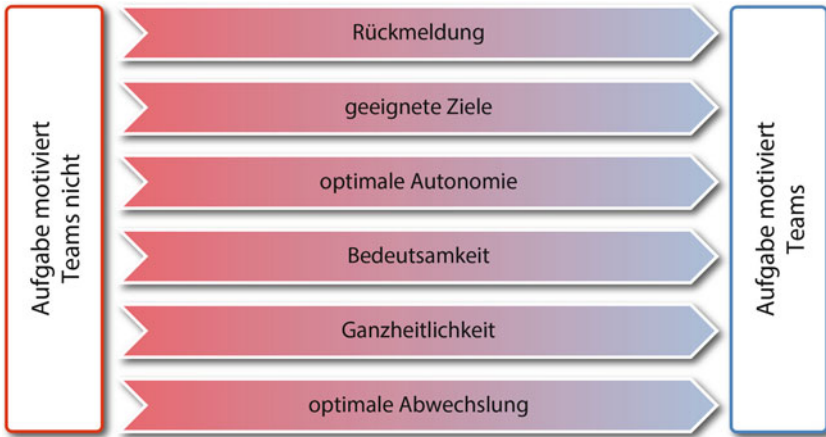 Aufgabe motiviert
Teams nicht
Rückmeldung
geeignete Ziele
optimale Autonomie
Bedeutsamkeit
Ganzheitlichkeit
optimale Abwechslung
Aufgabe motiviert
Teams